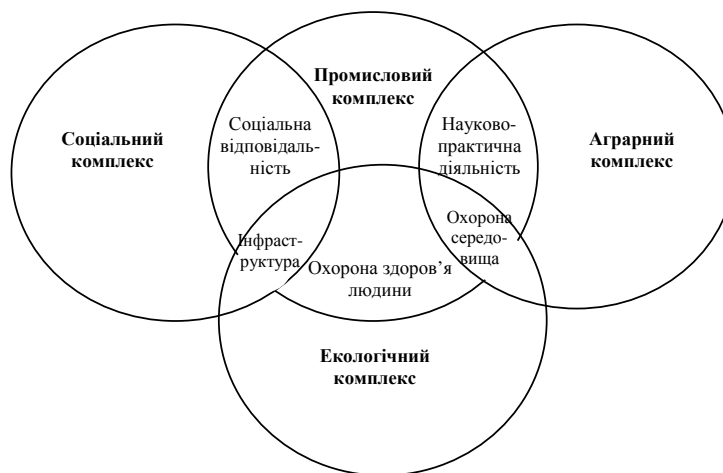 Промисловий
комплекс
Соціальний
комплекс
Соціальна
відповідаль-
ність
Науково-
практична
діяльність
Аграрний
комплекс
Інфраст-
руктура
Охорона здоров’я
людини
Охорона
середо-
вища
Екологічний
комплекс